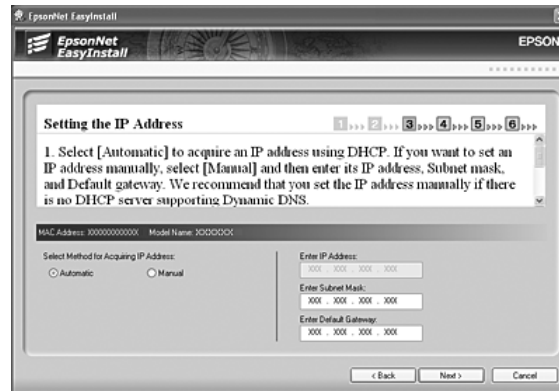 EpsonNet EasyInstall
EpsonNet
EasyInstall
EPSON
Setting the IP Address
1 2 3 4 5 6
1. Select [Automatic] to acquire an IP address using DHCP. If you want to set an
IP address manually, select [Manual] and then enter its IP address, Subnet mask,
and Default gateway. We recommend that you set the IP address manually if there
is no DHCP server supporting Dynamic DNS.
MAC Address: XXXXXXXXXXXX Model Name: XXXXXXX
Select Method for Acquiring IP Address:
Automatic Manual
Enter IP Address:
XXX . XXX . XXX . XXX
Enter Subnet Mask:
XXX . XXX . XXX . XXX
Enter Default Gateway:
XXX . XXX . XXX . XXX
< Back Next > Cancel